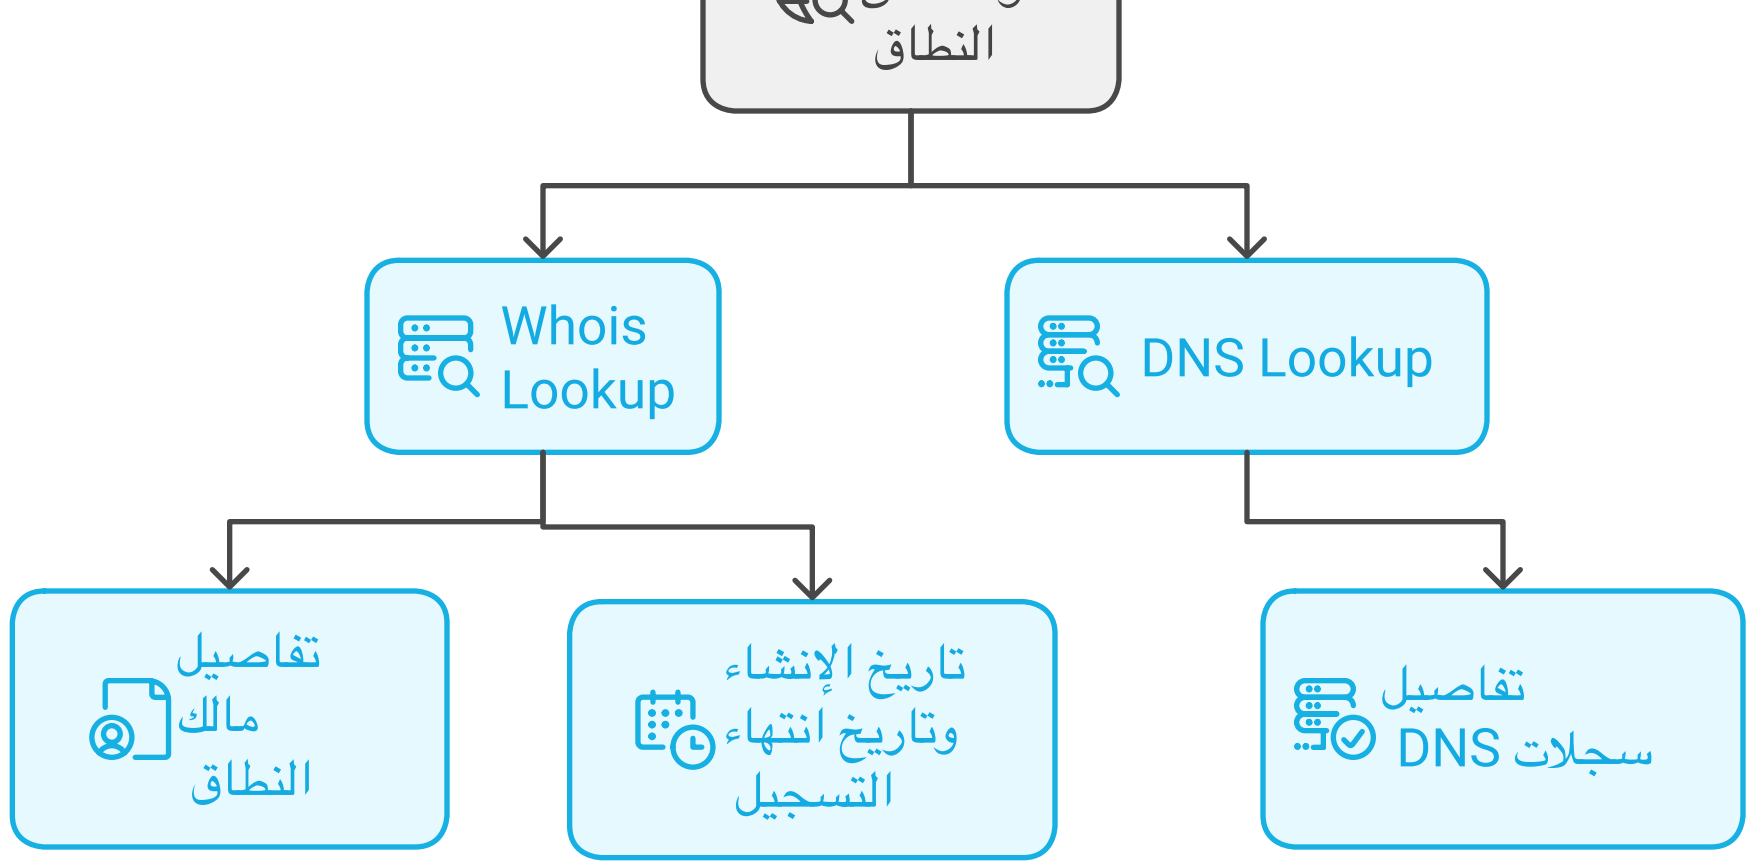 النطاق
Whois
Lookup
DNS Lookup
تفاصيل
مالك
النطاق
تاريخ الإنشاء
وتاريخ انتهاء
التسجيل
تفاصيل
سجلات DNS